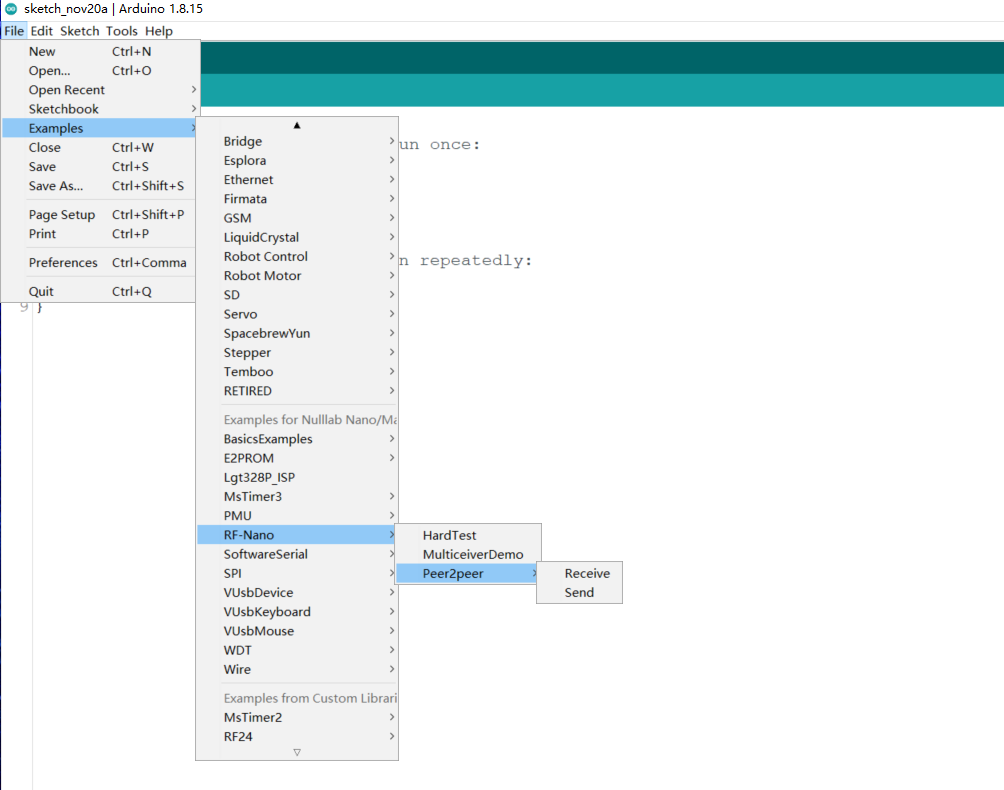 sketch_nov20a | Arduino 1.8.15
File Edit Sketch Tools Help
New Ctrl+N
Open... Ctrl+O
Open Recent
Sketchbook
Examples
Close Ctrl+W
Save Ctrl+S
Save As... Ctrl+Shift+S
Page Setup Ctrl+Shift+P
Print Ctrl+P
Preferences Ctrl+Comma
Quit Ctrl+Q
Bridge
Esplora
Ethernet
Firmata
GSM
LiquidCrystal
Robot Control
Robot Motor
SD
Servo
SpacebrewYun
Stepper
Temboo
RETIRED
Examples for Nulllab Nano/Ma
BasicsExamples
E2PROM
Lgt328P_ISP
MsTimer3
PMU
RF-Nano
SoftwareSerial
SPI
VUsbDevice
VUsbKeyboard
VUsbMouse
WDT
Wire
Examples from Custom Librari
MsTimer2
RF24
HardTest
MulticeiverDemo
Peer2peer
Receive
Send
un once:
n repeatedly:
9 }